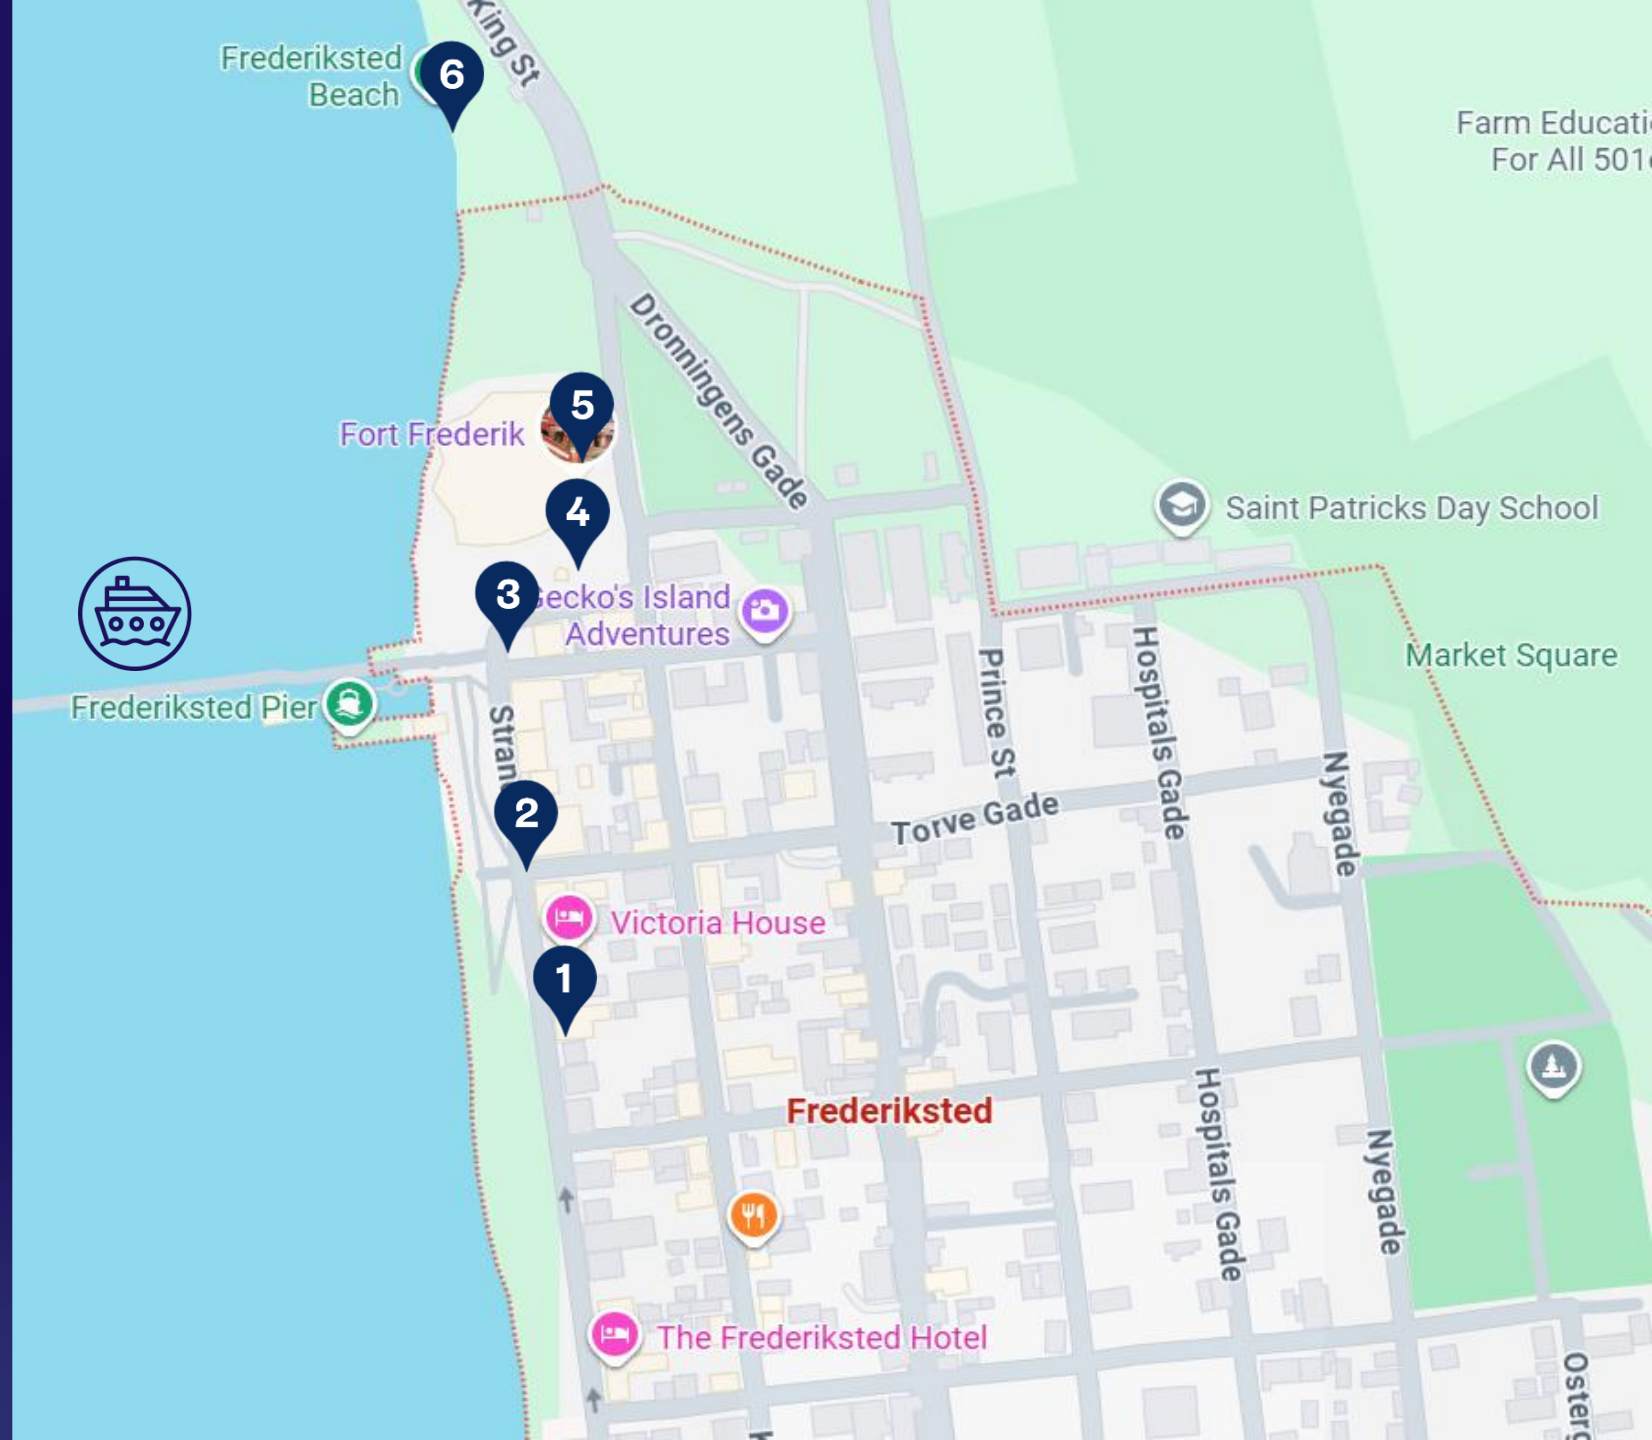 King St
Frederiksted
Beach
6
Farm Educati
For All 501
Dronningens Gade
5
Fort Frederik
4
Saint Patricks Day School
3
Gecko's Island
Adventures
Market Square
Prince St
Hospitals Gade
Frederiksted Pier
Stran
Nyegade
2
Torve Gade
Victoria House
1
Frederiksted
Hospitals Gade
Nyegade
The Frederiksted Hotel
Osterg
K